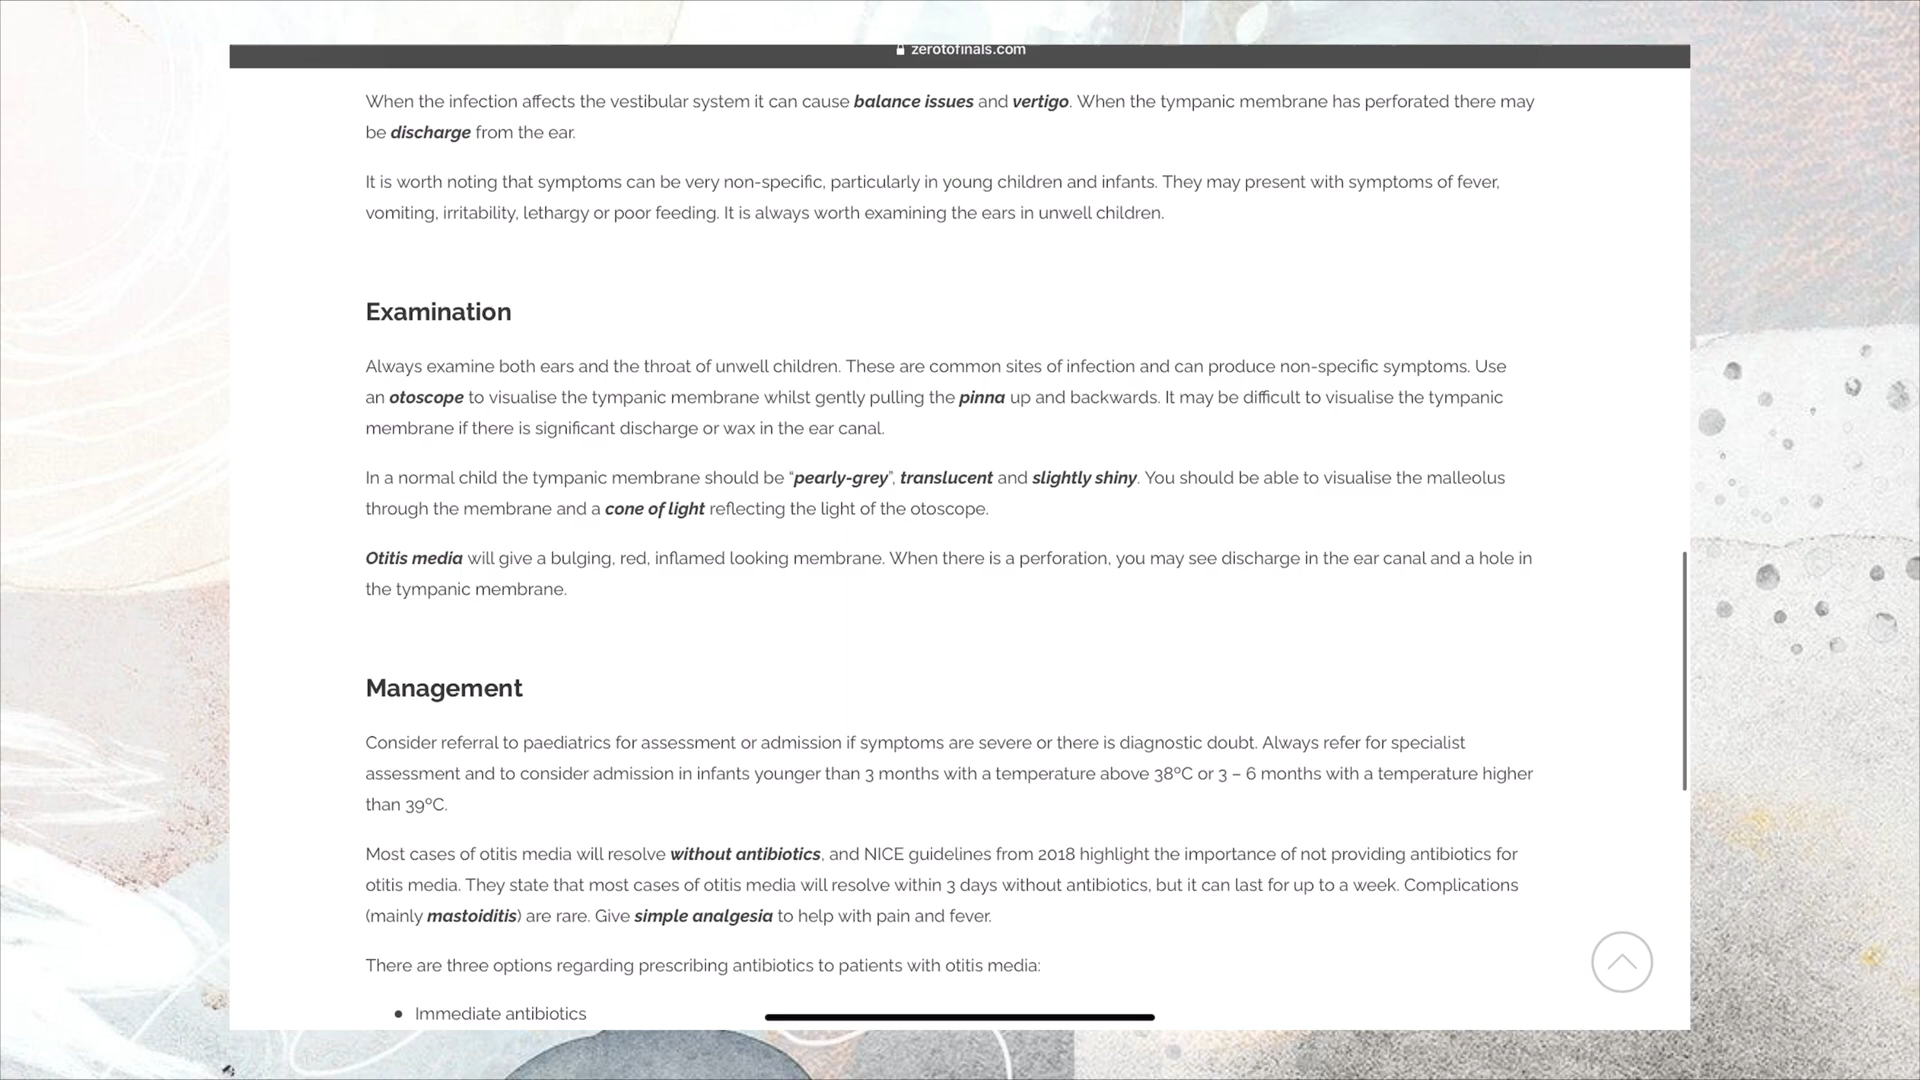 zerotofinals.com
When the infection affects the vestibular system it can cause balance issues and vertigo. When the tympanic membrane has perforated there may
be discharge from the ear.
It is worth noting that symptoms can be very non-specific, particularly in young children and infants. They may present with symptoms of fever,
vomiting, irritability, lethargy or poor feeding. It is always worth examining the ears in unwell children.
Examination
Always examine both ears and the throat of unwell children. These are common sites of infection and can produce non-specific symptoms. Use
an otoscope to visualise the tympanic membrane whilst gently pulling the pinna up and backwards. It may be difficult to visualise the tympanic
membrane if there is significant discharge or wax in the ear canal.
In a normal child the tympanic membrane should be “pearly-grey”, translucent and slightly shiny. You should be able to visualise the malleolus
through the membrane and a cone of light reflecting the light of the otoscope.
Otitis media will give a bulging, red, inflamed looking membrane. When there is a perforation, you may see discharge in the ear canal and a hole in
the tympanic membrane.
Management
Consider referral to paediatrics for assessment or admission if symptoms are severe or there is diagnostic doubt. Always refer for specialist
assessment and to consider admission in infants younger than 3 months with a temperature above 38ºC or 3 – 6 months with a temperature higher
than 39ºC.
Most cases of otitis media will resolve without antibiotics, and NICE guidelines from 2018 highlight the importance of not providing antibiotics for
otitis media. They state that most cases of otitis media will resolve within 3 days without antibiotics, but it can last for up to a week. Complications
(mainly mastoiditis) are rare. Give simple analgesia to help with pain and fever.
There are three options regarding prescribing antibiotics to patients with otitis media:
• Immediate antibiotics